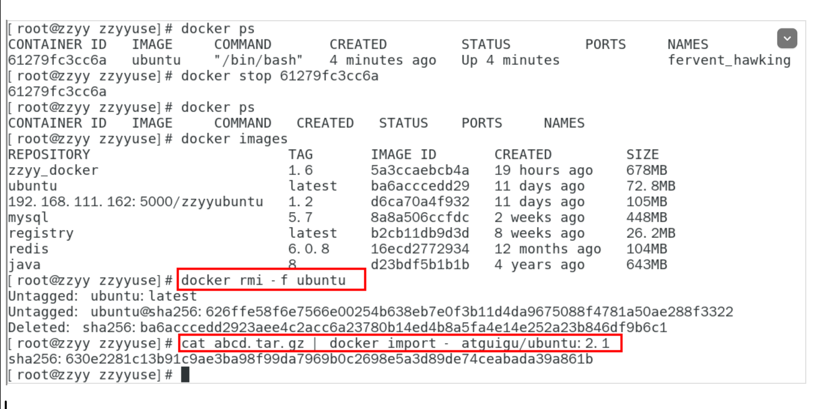 [ root@zzyy zzyyuse] # docker ps
CONTAINER ID IMAGE COMMAND CREATED STATUS PORTS NAMES
61279fc3cc6a ubuntu "/bin/bash" 4 minutes ago Up 4 minutes fervent_hawking
[ root@zzyy zzyyuse] # docker stop 61279fc3cc6a
61279fc3cc6a
[ root@zzyy zzyyuse] # docker ps
CONTAINER ID IMAGE COMMAND CREATED STATUS PORTS NAMES
[ root@zzyy zzyyuse] # docker images
REPOSITORY TAG IMAGE ID CREATED SIZE
zzyy_docker 1. 6 5a3ccaebcb4a 19 hours ago 678MB
ubuntu latest ba6acccedd29 11 days ago 72. 8MB
192. 168. 111. 162: 5000/zzyyubuntu 1. 2 d6ca70a4f932 11 days ago 105MB
mysql 5. 7 8a8a506ccfdc 2 weeks ago 448MB
registry latest b2cb11db9d3d 8 weeks ago 26. 2MB
redis 6. 0. 8 16ecd2772934 12 months ago 104MB
java 8 d23bdf5b1b1b 4 years ago 643MB
[ root@zzyy zzyyuse] # docker rmi - f ubuntu
Untagged: ubuntu: latest
Untagged: ubuntu@sha256: 626ffe58f6e7566e00254b638eb7e0f3b11d4da9675088f4781a50ae288f3322
Deleted: sha256: ba6acccedd2923aee4c2acc6a23780b14ed4b8a5fa4e14e252a23b846df9b6c1
[ root@zzyy zzyyuse] # cat abcd. tar. gz | docker import - atguigu/ubuntu: 2. 1
sha256: 630e2281c13b91c9ae3ba98f99da7969b0c2698e5a3d89de74ceabada39a861b
[ root@zzyy zzyyuse] #